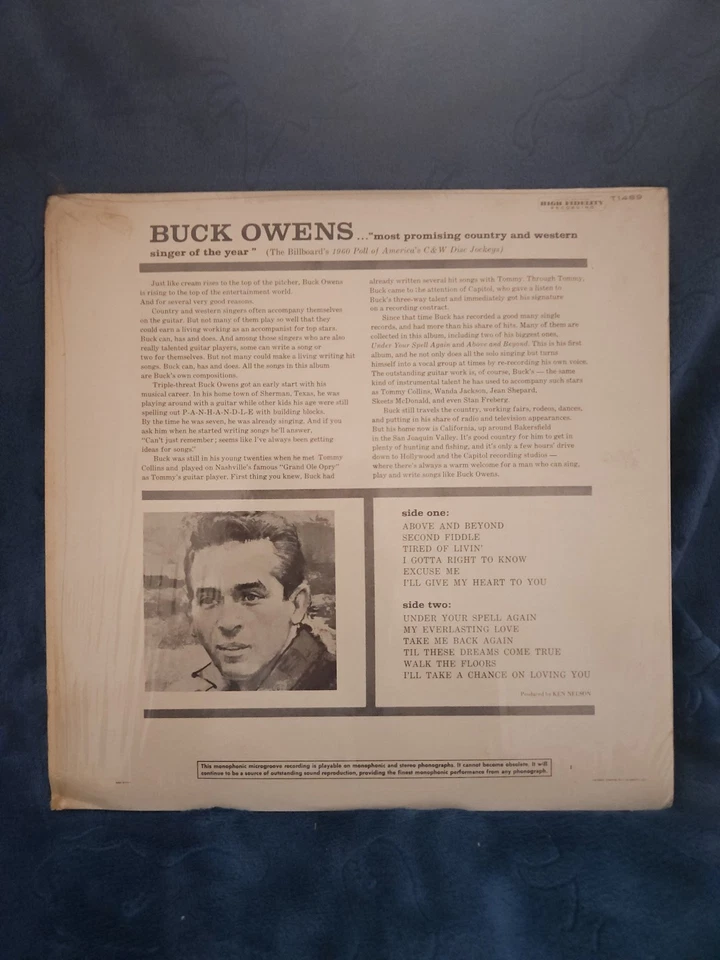 HIGH FIDELITY
RECORDING
BUCK OWENS..."most promising country and western
singer of the year" (The Billboard's 1960 Poll of America's C&W Disc Jockeys)
Just like cream rises to the top of the pitcher, Buck Owens
is rising to the top of the entertainment world.
And for several very good reasons.
Country and western singers often accompany themselves
on the guitar. But not many of them play so well that they
could earn a living working as an accompanist for top stars.
Buck can, has and does. And among those singers who are also
really talented guitar players, some can write a song or
two for themselves. But not many could make a living writing hit
songs. Buck can, has and does. All the songs in this album
are Buck's own compositions.
Triple-threat Buck Owens got an early start with his
musical career. In his home town of Sherman, Texas, he was
playing around with a guitar while other kids his age were still
spelling out P-A-N-H-A-N-D-L-E with building blocks.
By the time he was seven, he was already singing. And if you
ask him when he started writing songs he'll answer,
"Can't just remember; seems like I've always been getting
ideas for songs."
Buck was still in his young twenties when he met Tommy
Collins and played on Nashville's famous "Grand Ole Opry"
as Tommy's guitar player. First thing you knew, Buck had
already written several hit songs with Tommy. Through Tommy,
Buck came to the attention of Capitol, who gave a listen to
Buck's three-way talent and immediately got his signature
on a recording contract.
Since that time Buck has recorded a good many single
records, and had more than his share of hits. Many of them are
collected in this album, including two of his biggest ones,
Under Your Spell Again and Above and Beyond. This is his first
album, and he not only does all the solo singing but turns
himself into a vocal group at times by re-recording his own voice.
The outstanding guitar work is, of course, Buck's — the same
kind of instrumental talent he has used to accompany such stars
as Tommy Collins, Wanda Jackson, Jean Shepard,
Skeets McDonald, and even Stan Freberg.
Buck still travels the country, working fairs, rodeos, dances,
and putting in his share of radio and television appearances.
But his home now is California, up around Bakersfield
in the San Joaquin Valley. It's good country for him to get in
plenty of hunting and fishing, and it's only a few hours' drive
down to Hollywood and the Capitol recording studios —
where there's always a warm welcome for a man who can sing,
play and write songs like Buck Owens.
side one:
ABOVE AND BEYOND
SECOND FIDDLE
TIRED OF LIVIN'
I GOTTA RIGHT TO KNOW
EXCUSE ME
I'LL GIVE MY HEART TO YOU
side two:
UNDER YOUR SPELL AGAIN
MY EVERLASTING LOVE
TAKE ME BACK AGAIN
TIL THESE DREAMS COME TRUE
WALK THE FLOORS
I'LL TAKE A CHANCE ON LOVING YOU
Produced by KEN NELSON
This monophonic microgroove recording is playable on monophonic and stereo phonographs. It cannot become obsolete. It will
continue to be a source of outstanding sound reproduction, providing the finest monophonic performance from any phonograph.